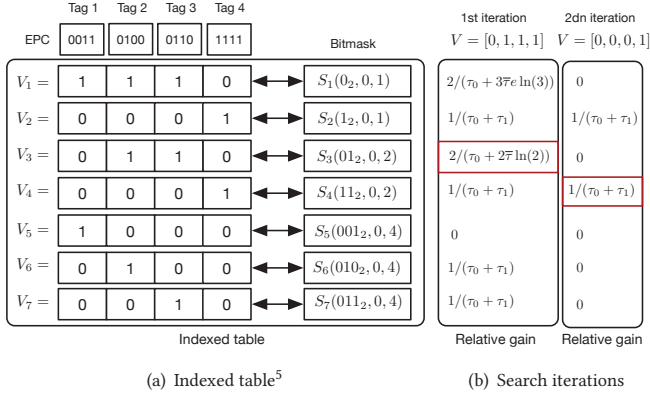 Tag 1 Tag 2 Tag 3 Tag 4
EPC 0011 0100 0110 1111 Bitmask
1st iteration 2dn iteration
V = [0, 1, 1, 1] V = [0, 0, 0, 1]
V₁ = 1 1 1 0 S₁(0₂, 0, 1) 2/(τ₀ + 3τ̅e ln(3)) 0
V₂ = 0 0 0 1 S₂(1₂, 0, 1) 1/(τ₀ + τ₁) 1/(τ₀ + τ₁)
V₃ = 0 1 1 0 S₃(01₂, 0, 2) 2/(τ₀ + 2τ̅ ln(2)) 0
V₄ = 0 0 0 1 S₄(11₂, 0, 2) 1/(τ₀ + τ₁) 1/(τ₀ + τ₁)
V₅ = 1 0 0 0 S₅(001₂, 0, 4) 0 0
V₆ = 0 1 0 0 S₆(010₂, 0, 4) 1/(τ₀ + τ₁) 0
V₇ = 0 0 1 0 S₇(011₂, 0, 4) 1/(τ₀ + τ₁) 0
Indexed table Relative gain Relative gain
(a) Indexed table⁵ (b) Search iterations